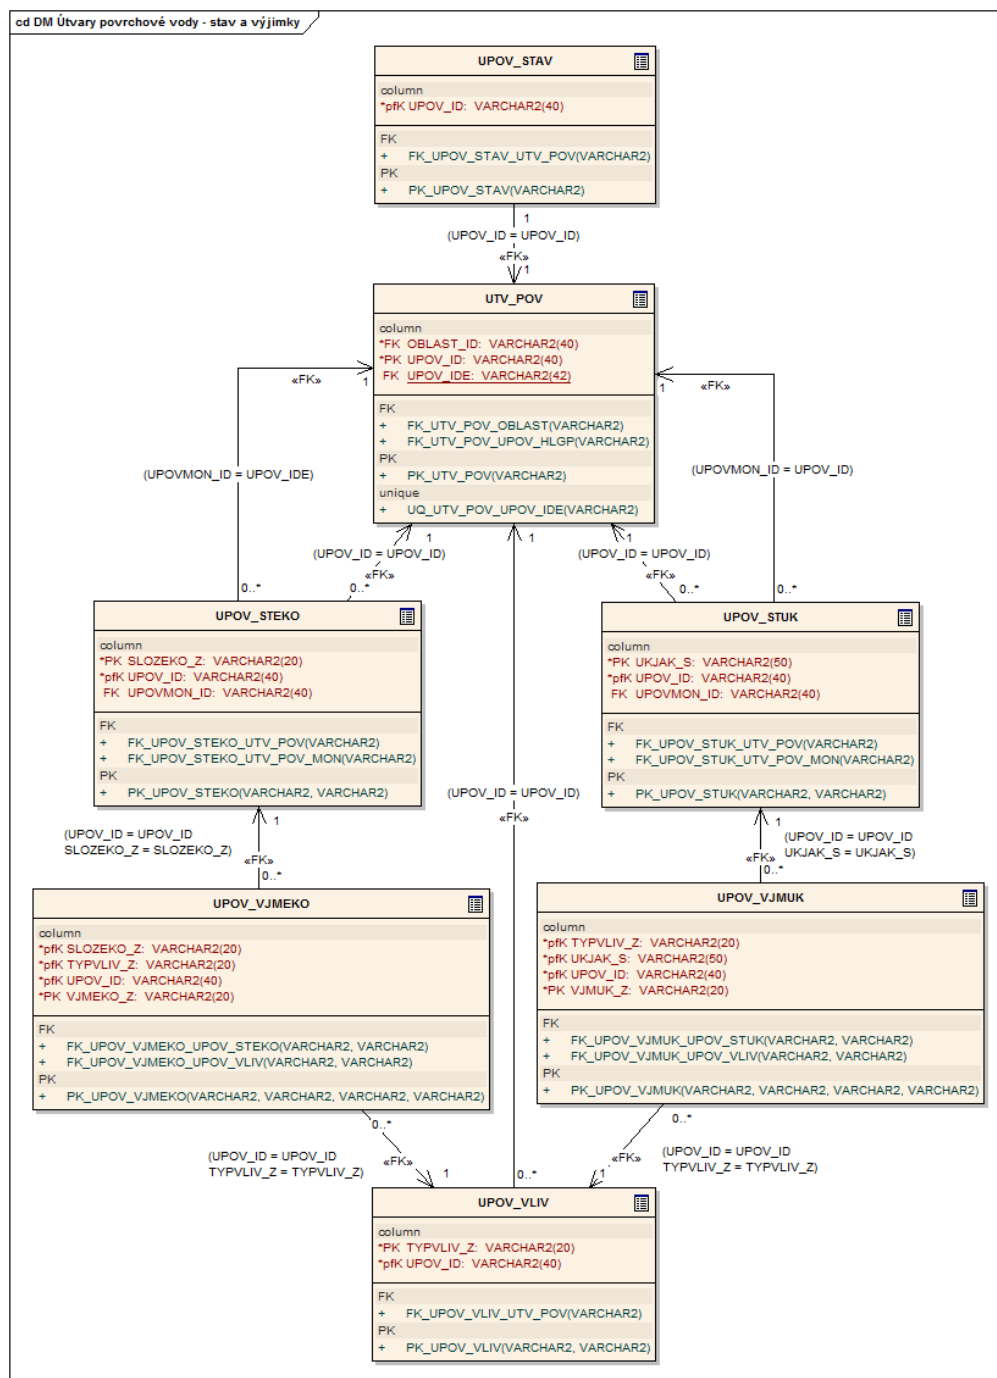 cd DM Útvary povrchové vody - stav a výjimky
UPOV_STAV
column
*pfK UPOV_ID: VARCHAR2(40)
FK
+ FK_UPOV_STAV_UTV_POV(VARCHAR2)
PK
+ PK_UPOV_STAV(VARCHAR2)
1
(UPOV_ID = UPOV_ID)
«FK»
1
UTV_POV
column
*FK OBLAST_ID: VARCHAR2(40)
*PK UPOV_ID: VARCHAR2(40)
FK UPOV_IDE: VARCHAR2(42)
FK
+ FK_UTV_POV_OBLAST(VARCHAR2)
+ FK_UTV_POV_UPOV_HLGP(VARCHAR2)
PK
+ PK_UTV_POV(VARCHAR2)
unique
+ UQ_UTV_POV_UPOV_IDE(VARCHAR2)
«FK»
1
(UPOVMON_ID = UPOV_IDE)
0..*
1
«FK»
(UPOVMON_ID = UPOV_ID)
0..*
1
(UPOV_ID = UPOV_ID)
«FK»
0..*
1
1
(UPOV_ID = UPOV_ID)
«FK»
0..*
UPOV_STEKO
column
*PK SLOZEKO_Z: VARCHAR2(20)
*pfK UPOV_ID: VARCHAR2(40)
FK UPOVMON_ID: VARCHAR2(40)
FK
+ FK_UPOV_STEKO_UTV_POV(VARCHAR2)
+ FK_UPOV_STEKO_UTV_POV_MON(VARCHAR2)
PK
+ PK_UPOV_STEKO(VARCHAR2, VARCHAR2)
UPOV_STUK
column
*PK UKJAK_S: VARCHAR2(50)
*pfK UPOV_ID: VARCHAR2(40)
FK UPOVMON_ID: VARCHAR2(40)
FK
+ FK_UPOV_STUK_UTV_POV(VARCHAR2)
+ FK_UPOV_STUK_UTV_POV_MON(VARCHAR2)
PK
+ PK_UPOV_STUK(VARCHAR2, VARCHAR2)
(UPOV_ID = UPOV_ID)
«FK»
1
(UPOV_ID = UPOV_ID
SLOZEKO_Z = SLOZEKO_Z)
«FK»
0..*
1
(UPOV_ID = UPOV_ID
UKJAK_S = UKJAK_S)
«FK»
0..*
UPOV_VJMEKO
column
*pfK SLOZEKO_Z: VARCHAR2(20)
*pfK TYPVLIV_Z: VARCHAR2(20)
*pfK UPOV_ID: VARCHAR2(40)
*PK VJMEKO_Z: VARCHAR2(20)
FK
+ FK_UPOV_VJMEKO_UPOV_STEKO(VARCHAR2, VARCHAR2)
+ FK_UPOV_VJMEKO_UPOV_VLIV(VARCHAR2, VARCHAR2)
PK
+ PK_UPOV_VJMEKO(VARCHAR2, VARCHAR2, VARCHAR2, VARCHAR2)
UPOV_VJMUK
column
*pfK TYPVLIV_Z: VARCHAR2(20)
*pfK UKJAK_S: VARCHAR2(50)
*pfK UPOV_ID: VARCHAR2(40)
*PK VJMUK_Z: VARCHAR2(20)
FK
+ FK_UPOV_VJMUK_UPOV_STUK(VARCHAR2, VARCHAR2)
+ FK_UPOV_VJMUK_UPOV_VLIV(VARCHAR2, VARCHAR2)
PK
+ PK_UPOV_VJMUK(VARCHAR2, VARCHAR2, VARCHAR2, VARCHAR2)
0..*
(UPOV_ID = UPOV_ID
TYPVLIV_Z = TYPVLIV_Z)
«FK»
1
0..*
0..*
(UPOV_ID = UPOV_ID
TYPVLIV_Z = TYPVLIV_Z)
«FK»
1
UPOV_VLIV
column
*PK TYPVLIV_Z: VARCHAR2(20)
*pfK UPOV_ID: VARCHAR2(40)
FK
+ FK_UPOV_VLIV_UTV_POV(VARCHAR2)
PK
+ PK_UPOV_VLIV(VARCHAR2, VARCHAR2)